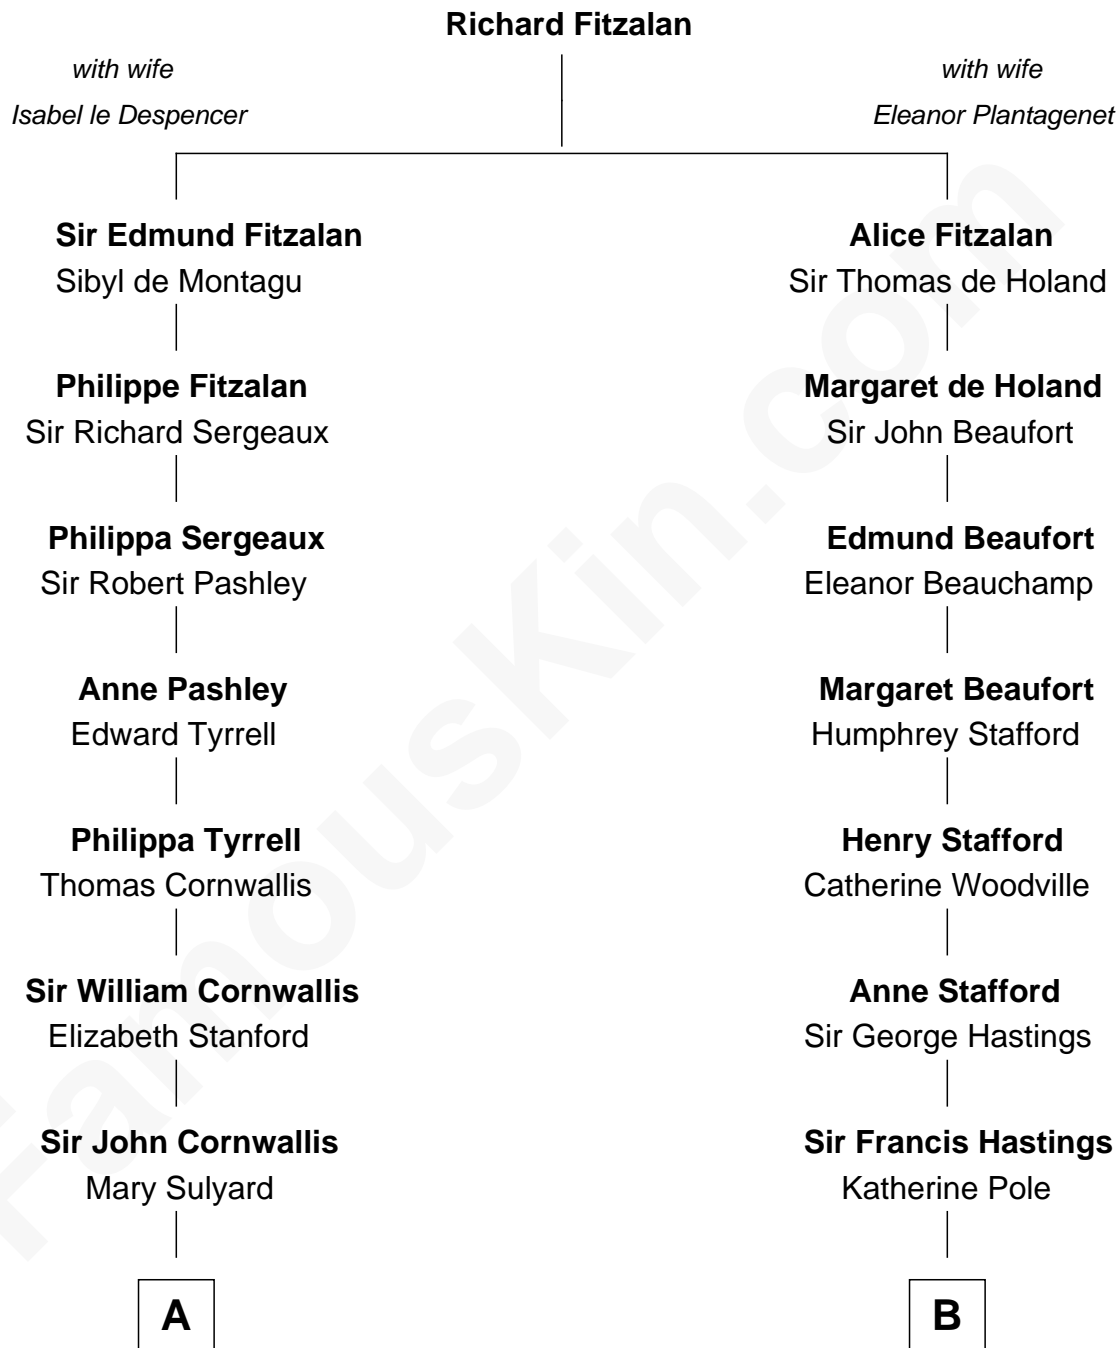 Richard Fitzalan
with wife
Isabel le Despencer
with wife
Eleanor Plantagenet
Sir Edmund Fitzalan
Sibyl de Montagu
Alice Fitzalan
Sir Thomas de Holand
Philippe Fitzalan
Sir Richard Sergeaux
Margaret de Holand
Sir John Beaufort
Philippa Sergeaux
Sir Robert Pashley
Edmund Beaufort
Eleanor Beauchamp
Anne Pashley
Edward Tyrrell
Margaret Beaufort
Humphrey Stafford
Philippa Tyrrell
Thomas Cornwallis
Henry Stafford
Catherine Woodville
Sir William Cornwallis
Elizabeth Stanford
Anne Stafford
Sir George Hastings
Sir John Cornwallis
Mary Sulyard
Sir Francis Hastings
Katherine Pole
A
B
FamousKin.com